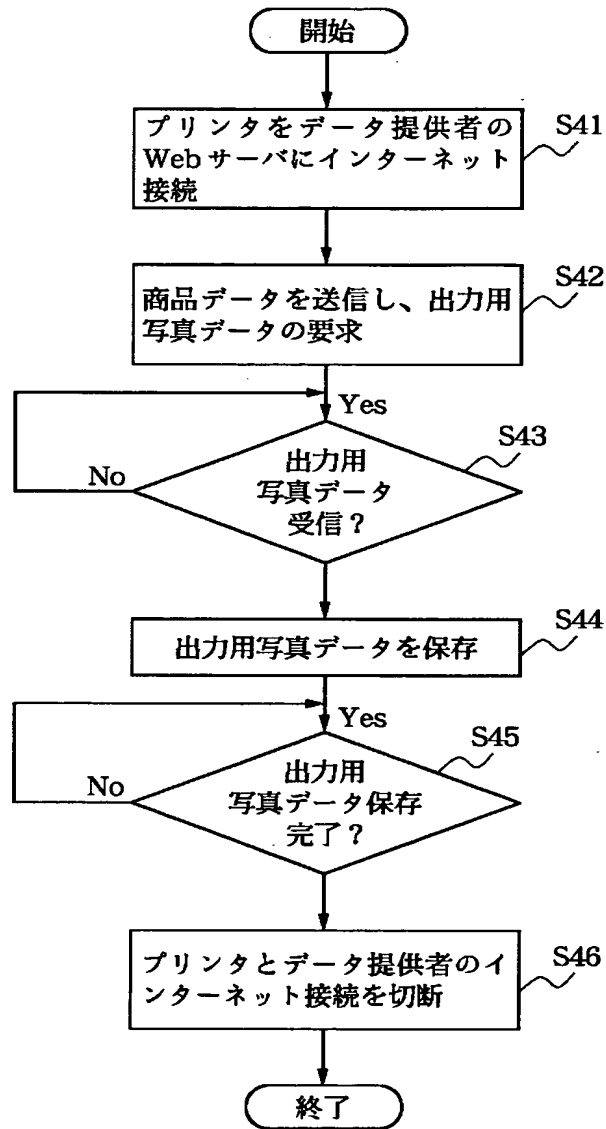 開始
プリンタをデータ提供者の
Webサーバにインターネット
接続
S41
商品データを送信し、出力用
写真データの要求
S42
Yes
S43
No
出力用
写真データ
受信？
S44
出力用写真データを保存
Yes
S45
No
出力用
写真データ保存
完了？
プリンタとデータ提供者のイ
ンターネット接続を切断
S46
終了